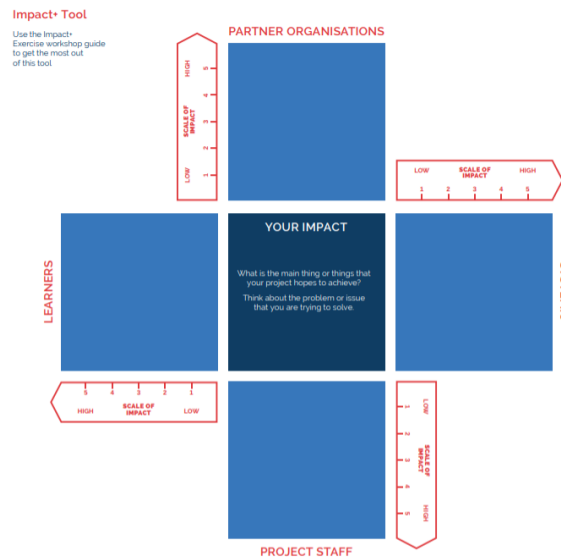 Impact+ Tool
Use the Impact+
Exercise workshop guide
to get the most out
of this tool
PARTNER ORGANISATIONS
HIGH
SCALE OF
IMPACT
LOW
5
4
3
2
1
LOW
SCALE OF
IMPACT
HIGH
1
2
3
4
5
LEARNERS
YOUR IMPACT
What is the main thing or things that
your project hopes to achieve?
Think about the problem or issue
that you are trying to solve.
5
4
3
2
1
HIGH
SCALE OF
IMPACT
LOW
LOW
SCALE OF
IMPACT
HIGH
1
2
3
4
5
PROJECT STAFF